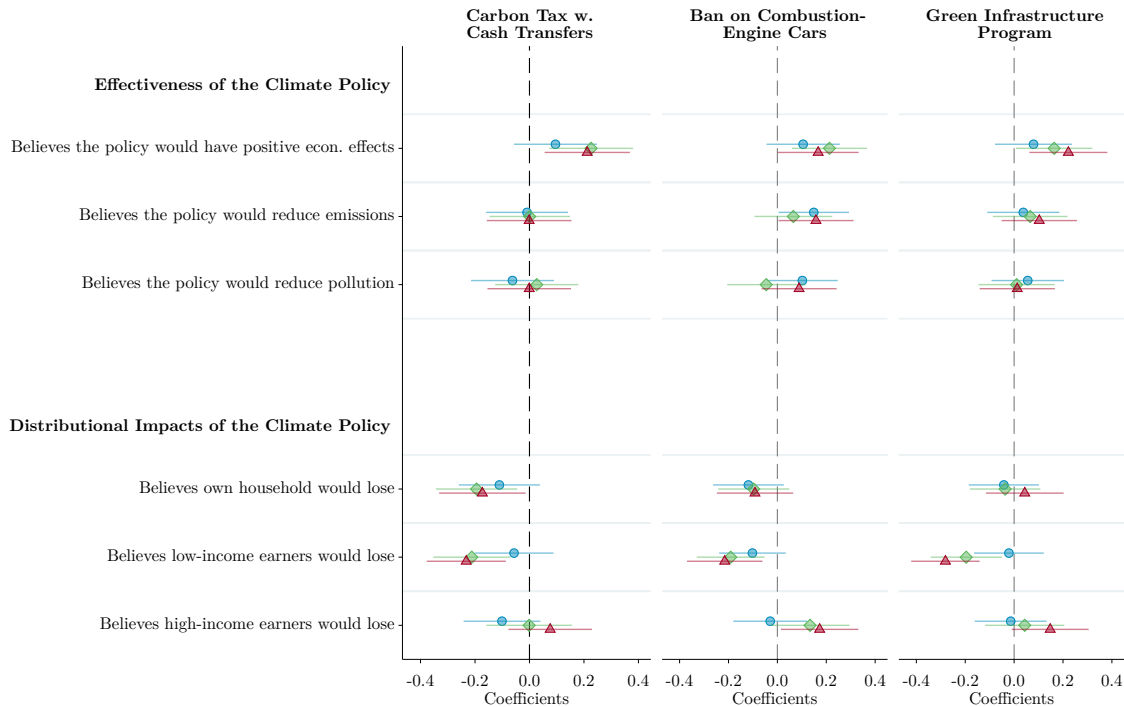 Carbon Tax w.
Cash Transfers
Ban on Combustion-
Engine Cars
Green Infrastructure
Program
Effectiveness of the Climate Policy
Believes the policy would have positive econ. effects
Believes the policy would reduce emissions
Believes the policy would reduce pollution
Distributional Impacts of the Climate Policy
Believes own household would lose
Believes low-income earners would lose
Believes high-income earners would lose
-0.4 -0.2 0.0 0.2 0.4
-0.4 -0.2 0.0 0.2 0.4
-0.4 -0.2 0.0 0.2 0.4
Coefficients
Coefficients
Coefficients